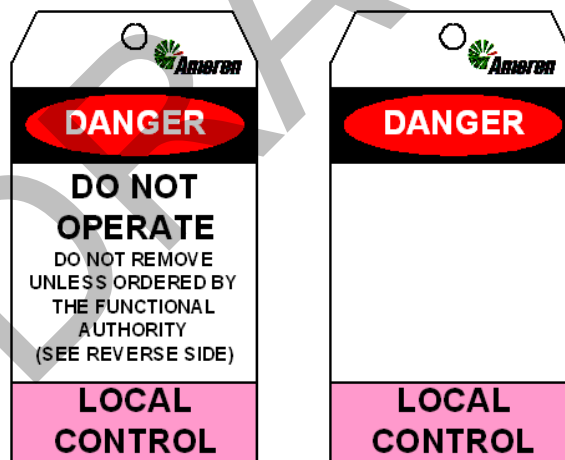 Ameren
DANGER
DO NOT
OPERATE
DO NOT REMOVE
UNLESS ORDERED BY
THE FUNCTIONAL
AUTHORITY
(SEE REVERSE SIDE)
LOCAL
CONTROL
Ameren
DANGER
LOCAL
CONTROL
DRA